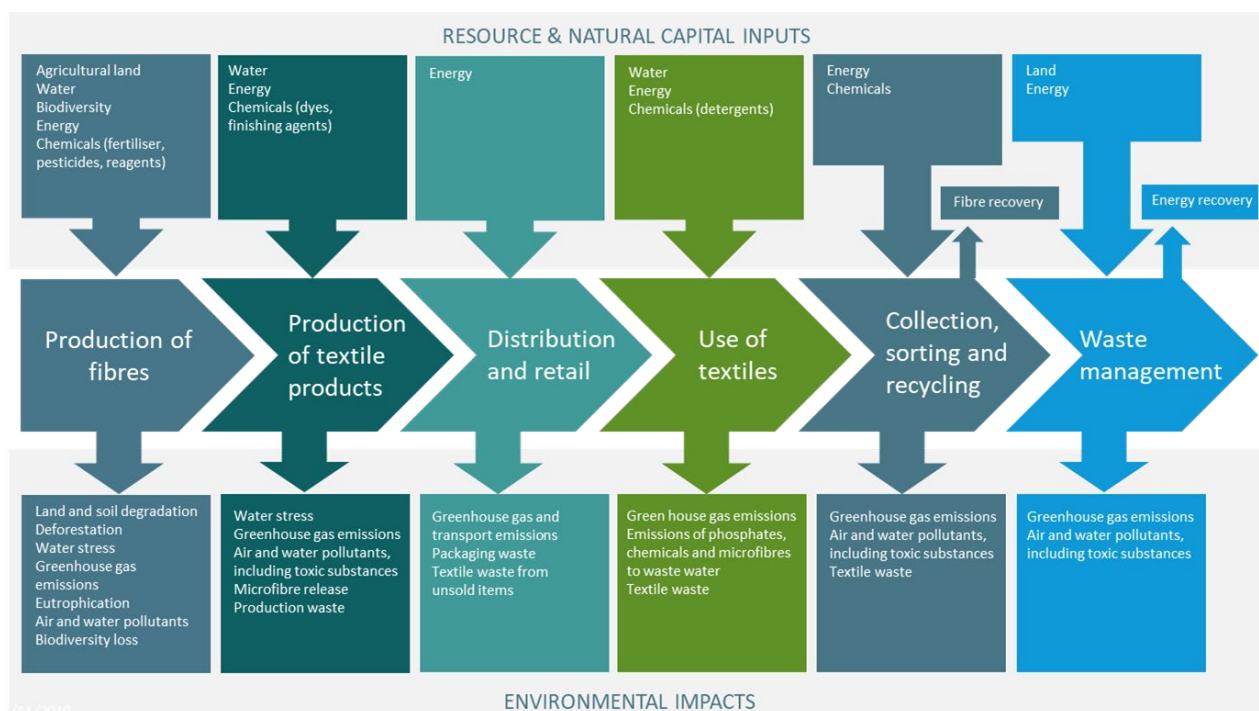 RESOURCE & NATURAL CAPITAL INPUTS
Agricultural land
Water
Biodiversity
Energy
Chemicals (fertiliser,
pesticides, reagents)
Water
Energy
Chemicals (dyes,
finishing agents)
Energy
Water
Energy
Chemicals (detergents)
Energy
Chemicals
Land
Energy
Fibre recovery
Energy recovery
Production of
fibres
Production
of textile
products
Distribution
and retail
Use of
textiles
Collection,
sorting and
recycling
Waste
management
Land and soil degradation
Deforestation
Water stress
Greenhouse gas
emissions
Eutrophication
Air and water pollutants
Biodiversity loss
Water stress
Greenhouse gas emissions
Air and water pollutants,
including toxic substances
Microfibre release
Production waste
Greenhouse gas and
transport emissions
Packaging waste
Textile waste from
unsold items
Green house gas emissions
Emissions of phosphates,
chemicals and microfibres
to waste water
Textile waste
Greenhouse gas emissions
Air and water pollutants,
including toxic substances
Textile waste
Greenhouse gas emissions
Air and water pollutants,
including toxic substances
ENVIRONMENTAL IMPACTS